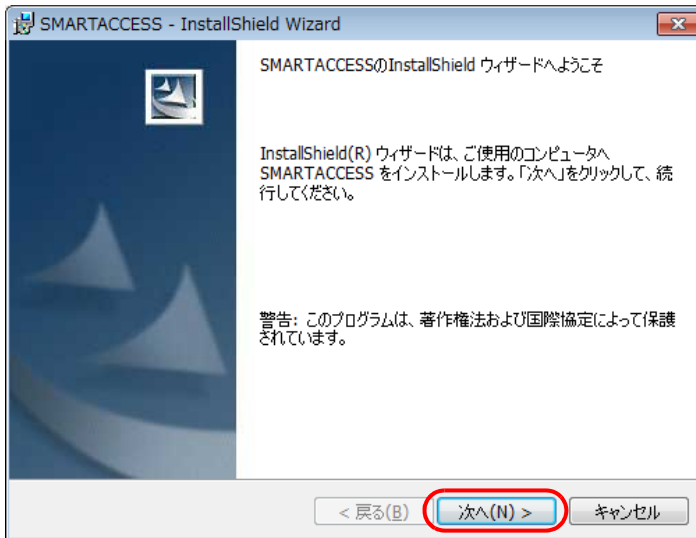 SMARTACCESS - InstallShield Wizard
SMARTACCESSのInstallShield ウィザードへようこそ
InstallShield(R) ウィザードは、ご使用のコンピュータへ
SMARTACCESS をインストールします。「次へ」をクリックして、続
行してください。
警告: このプログラムは、著作権法および国際協定によって保護
されています。
< 戻る(B)
次へ(N) >
キャンセル